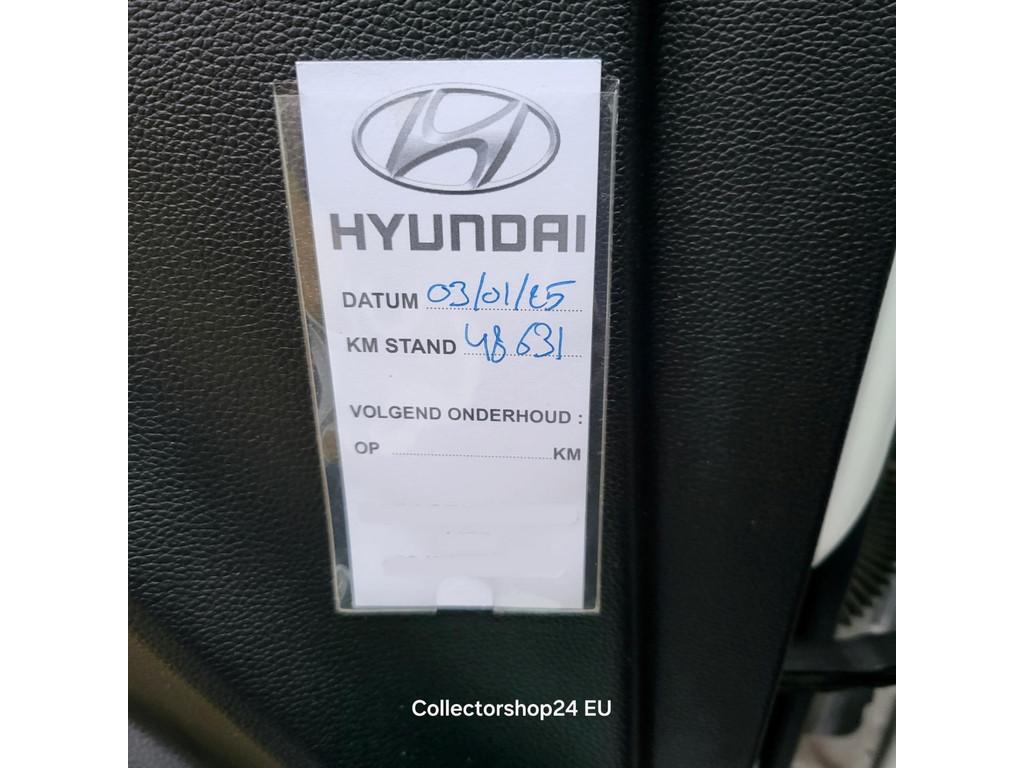 HYUNDAI
DATUM 03/01/25
KM STAND 48 631
VOLGEND ONDERHOUD :
OP ........................................ KM
Collectorshop24 EU